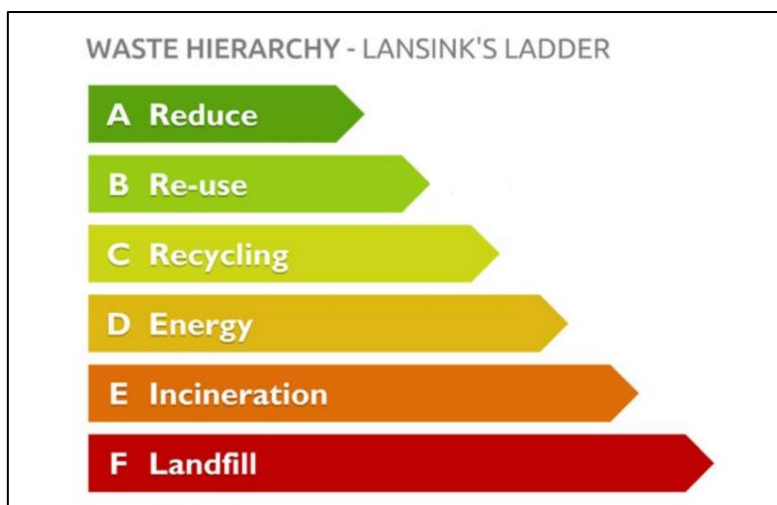 WASTE HIERARCHY - LANSINK'S LADDER
A Reduce
B Re-use
C Recycling
D Energy
E Incineration
F Landfill